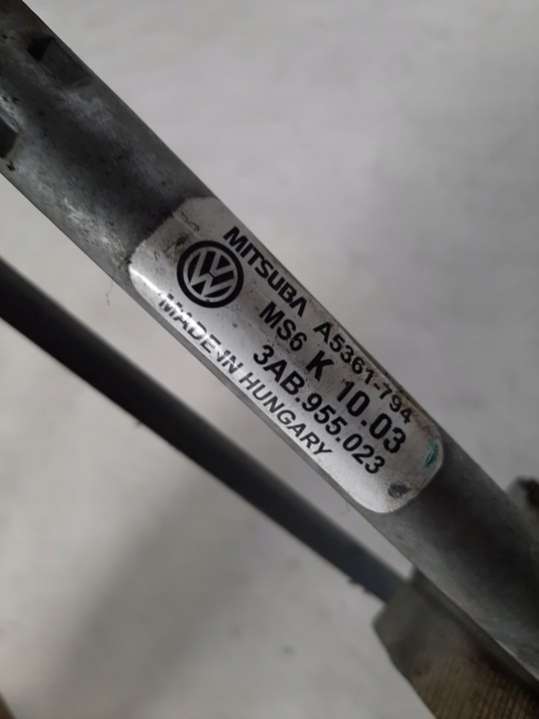 MITSUBA A5361-794
MS6 K 10.03
3AB.955.023
MADE IN HUNGARY